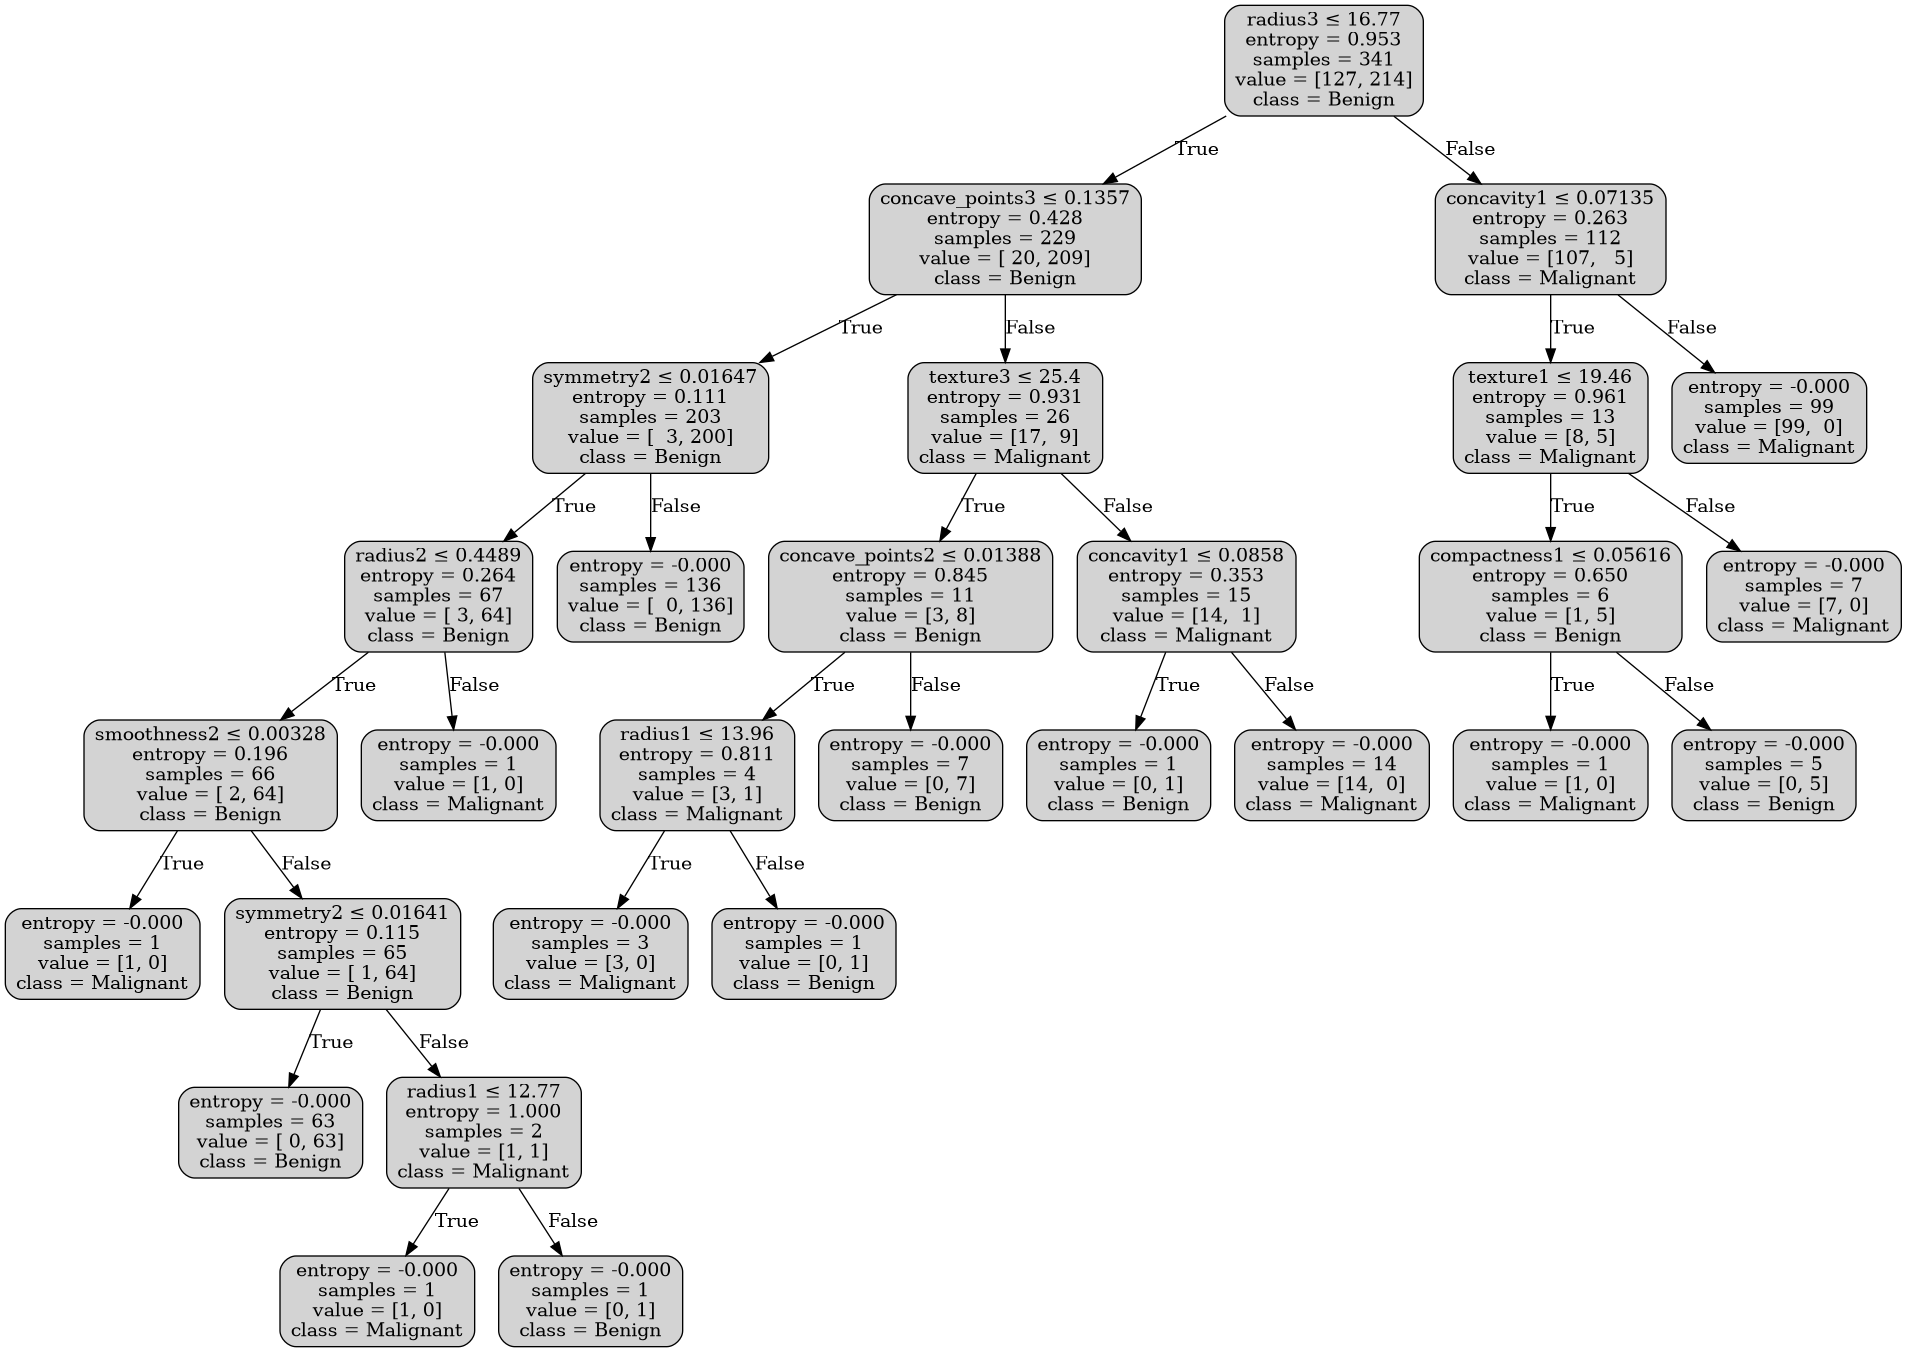 radius3 ≤ 16.77
entropy = 0.953
samples = 341
value = [127, 214]
class = Benign
True
False
concave_points3 ≤ 0.1357
entropy = 0.428
samples = 229
value = [ 20, 209]
class = Benign
concavity1 ≤ 0.07135
entropy = 0.263
samples = 112
value = [107,   5]
class = Malignant
True
False
True
False
symmetry2 ≤ 0.01647
entropy = 0.111
samples = 203
value = [  3, 200]
class = Benign
texture3 ≤ 25.4
entropy = 0.931
samples = 26
value = [17,  9]
class = Malignant
texture1 ≤ 19.46
entropy = 0.961
samples = 13
value = [8, 5]
class = Malignant
entropy = -0.000
samples = 99
value = [99,  0]
class = Malignant
True
False
True
False
True
False
radius2 ≤ 0.4489
entropy = 0.264
samples = 67
value = [ 3, 64]
class = Benign
entropy = -0.000
samples = 136
value = [  0, 136]
class = Benign
concave_points2 ≤ 0.01388
entropy = 0.845
samples = 11
value = [3, 8]
class = Benign
concavity1 ≤ 0.0858
entropy = 0.353
samples = 15
value = [14,  1]
class = Malignant
compactness1 ≤ 0.05616
entropy = 0.650
samples = 6
value = [1, 5]
class = Benign
entropy = -0.000
samples = 7
value = [7, 0]
class = Malignant
True
False
True
False
True
False
True
False
smoothness2 ≤ 0.00328
entropy = 0.196
samples = 66
value = [ 2, 64]
class = Benign
entropy = -0.000
samples = 1
value = [1, 0]
class = Malignant
radius1 ≤ 13.96
entropy = 0.811
samples = 4
value = [3, 1]
class = Malignant
entropy = -0.000
samples = 7
value = [0, 7]
class = Benign
entropy = -0.000
samples = 1
value = [0, 1]
class = Benign
entropy = -0.000
samples = 14
value = [14,  0]
class = Malignant
entropy = -0.000
samples = 1
value = [1, 0]
class = Malignant
entropy = -0.000
samples = 5
value = [0, 5]
class = Benign
True
False
True
False
entropy = -0.000
samples = 1
value = [1, 0]
class = Malignant
symmetry2 ≤ 0.01641
entropy = 0.115
samples = 65
value = [ 1, 64]
class = Benign
entropy = -0.000
samples = 3
value = [3, 0]
class = Malignant
entropy = -0.000
samples = 1
value = [0, 1]
class = Benign
True
False
entropy = -0.000
samples = 63
value = [ 0, 63]
class = Benign
radius1 ≤ 12.77
entropy = 1.000
samples = 2
value = [1, 1]
class = Malignant
True
False
entropy = -0.000
samples = 1
value = [1, 0]
class = Malignant
entropy = -0.000
samples = 1
value = [0, 1]
class = Benign